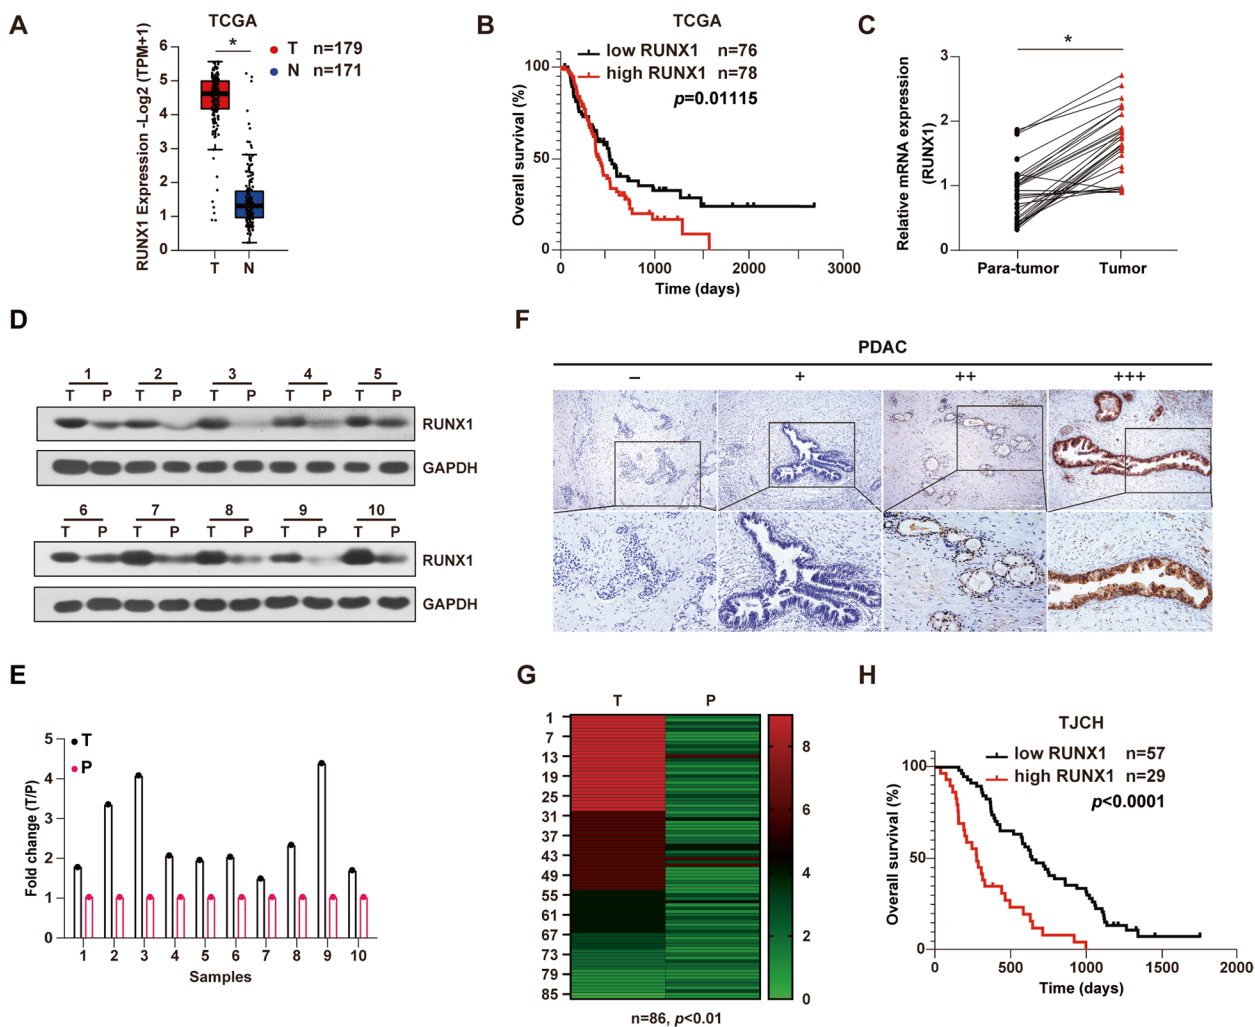 A
TCGA
RUNX1 Expression -Log2 (TPM+1)
6
5
4
3
2
1
0
*
T n=179
N n=171
T N
B
TCGA
low RUNX1 n=76
high RUNX1 n=78
p=0.01115
Overall survival (%)
100
50
0
0 1000 2000 3000
Time (days)
C
*
Relative mRNA expression
(RUNX1)
3
2
1
0
Para-tumor Tumor
D
1 2 3 4 5
T P T P T P T P T P
RUNX1
GAPDH
6 7 8 9 10
T P T P T P T P T P
RUNX1
GAPDH
F
PDAC
– + ++ +++
E
Fold change (T/P)
5
4
3
2
1
0
T
P
1 2 3 4 5 6 7 8 9 10
Samples
G
T P
1
7
13
19
25
31
37
43
49
55
61
67
73
79
85
8
6
4
2
0
n=86, p<0.01
H
TJCH
low RUNX1 n=57
high RUNX1 n=29
p<0.0001
Overall survival (%)
100
50
0
0 500 1000 1500 2000
Time (days)